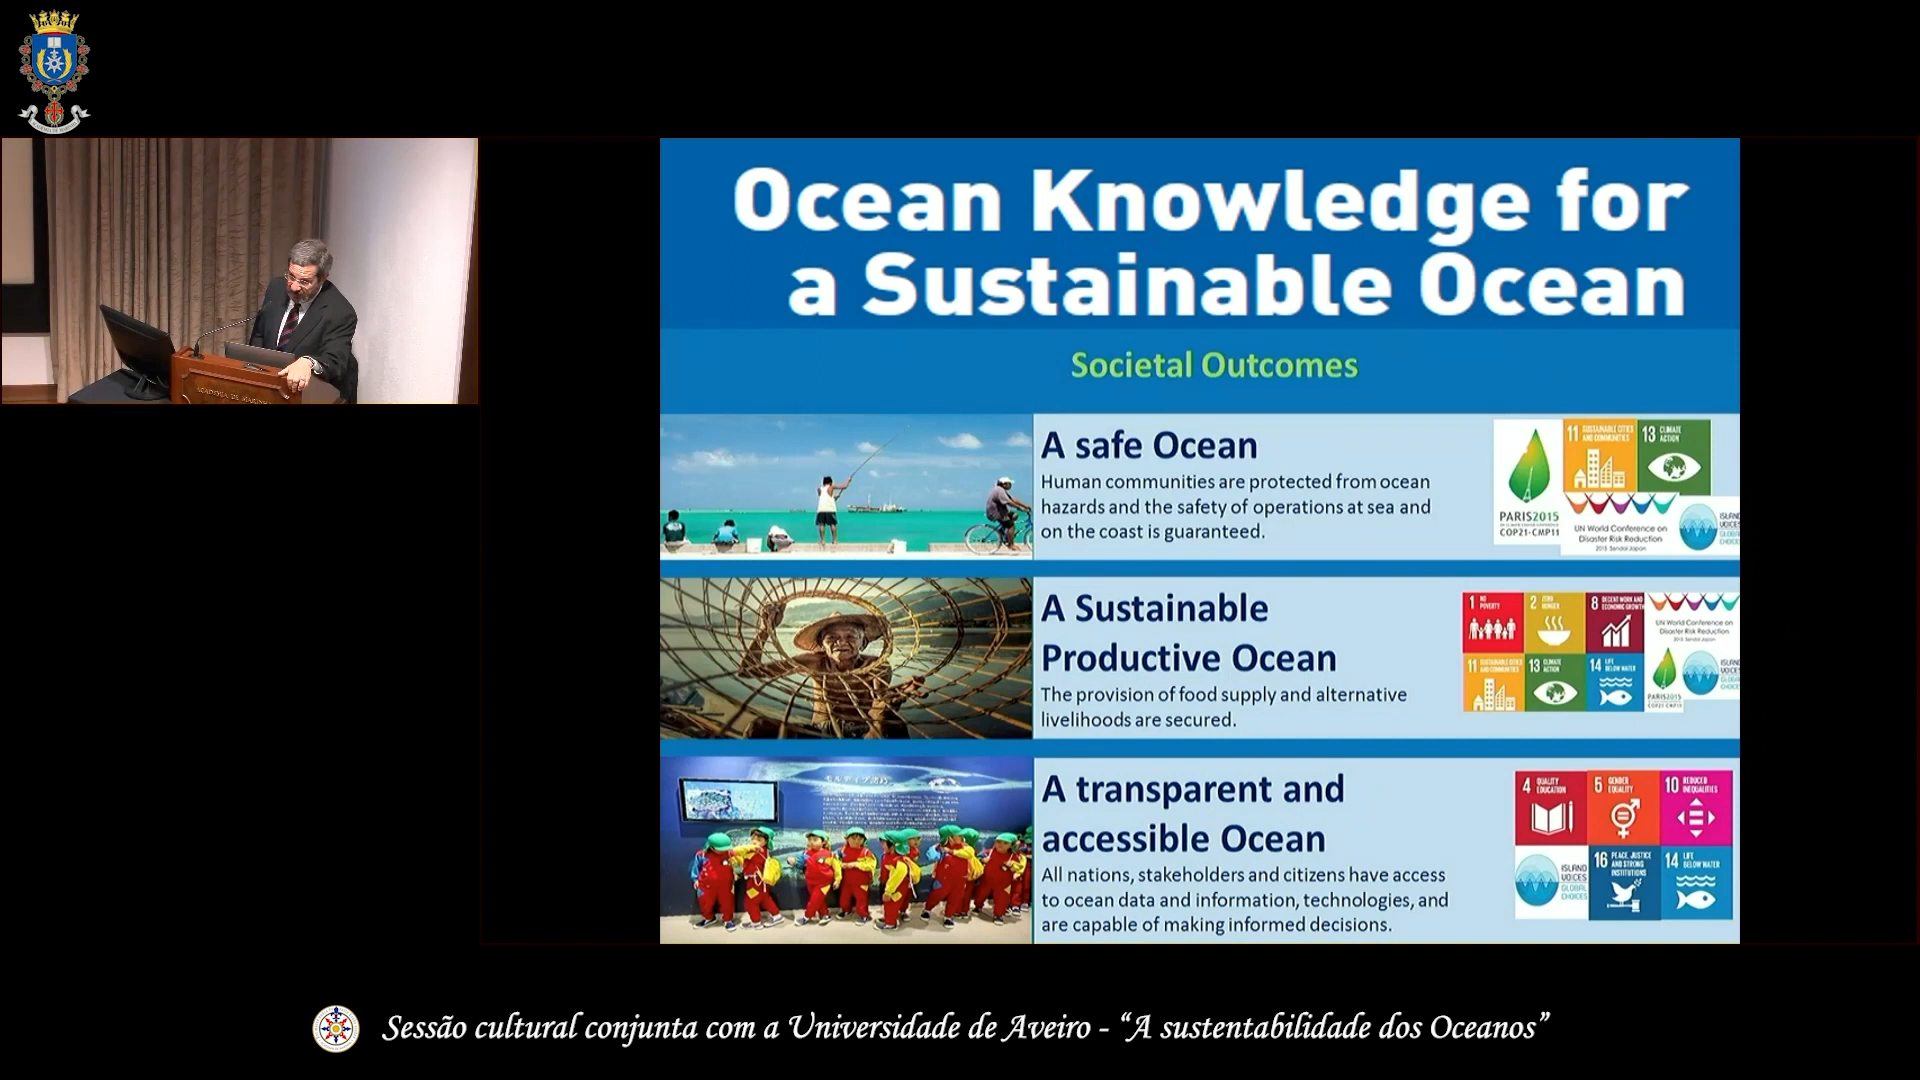 ACADEMIA DE MARINHA
Ocean Knowledge for
a Sustainable Ocean
Societal Outcomes
A safe Ocean
Human communities are protected from ocean
hazards and the safety of operations at sea and
on the coast is guaranteed.
11 SUSTAINABLE CITIES
AND COMMUNITIES
13 CLIMATE
ACTION
PARIS2015
COP21·CMP11
UN World Conference on
Disaster Risk Reduction
2015 Sendai Japan
ISLAND
VOICES
GLOBAL
CHOICES
A Sustainable
Productive Ocean
The provision of food supply and alternative
livelihoods are secured.
1 NO
POVERTY
2 ZERO
HUNGER
8 DECENT WORK AND
ECONOMIC GROWTH
UN World Conference on
Disaster Risk Reduction
2015 Sendai Japan
11 SUSTAINABLE CITIES
AND COMMUNITIES
13 CLIMATE
ACTION
14 LIFE
BELOW WATER
PARIS2015
COP21·CMP11
A transparent and
accessible Ocean
All nations, stakeholders and citizens have access
to ocean data and information, technologies, and
are capable of making informed decisions.
4 QUALITY
EDUCATION
5 GENDER
EQUALITY
10 REDUCED
INEQUALITIES
ISLAND
VOICES
GLOBAL
CHOICES
16 PEACE, JUSTICE
AND STRONG
INSTITUTIONS
14 LIFE
BELOW WATER
Sessão cultural conjunta com a Universidade de Aveiro - “A sustentabilidade dos Oceanos”